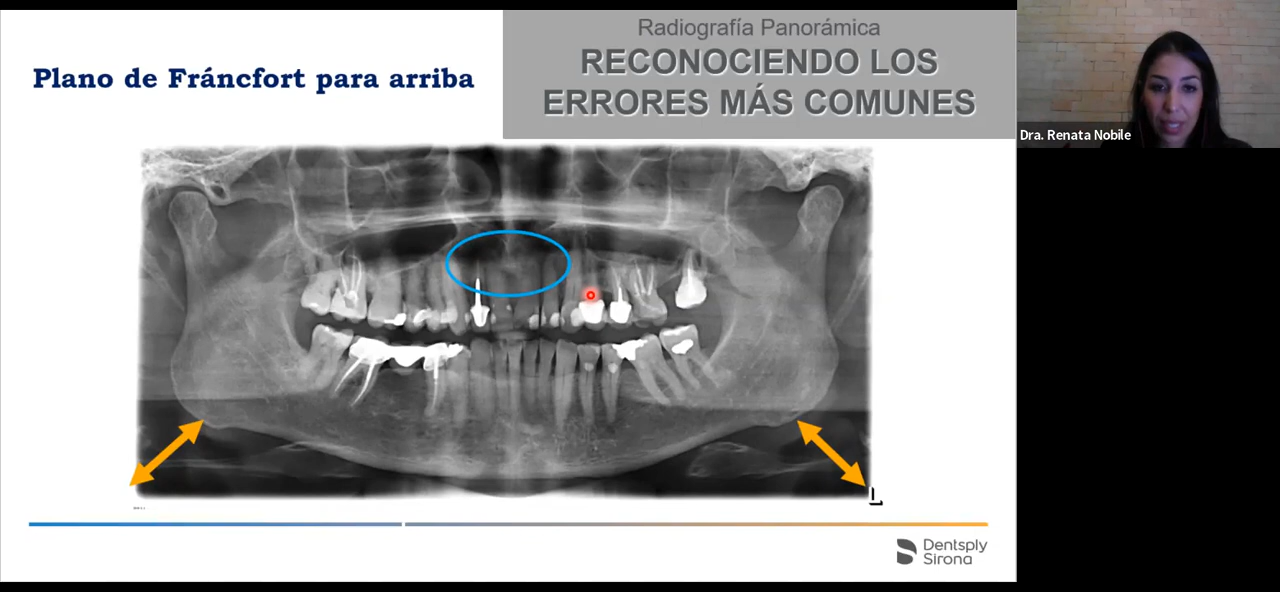 Radiografía Panorámica
RECONOCIENDO LOS
ERRORES MÁS COMUNES
Plano de Fráncfort para arriba
Dra. Renata Nobile
L
Dentsply
Sirona